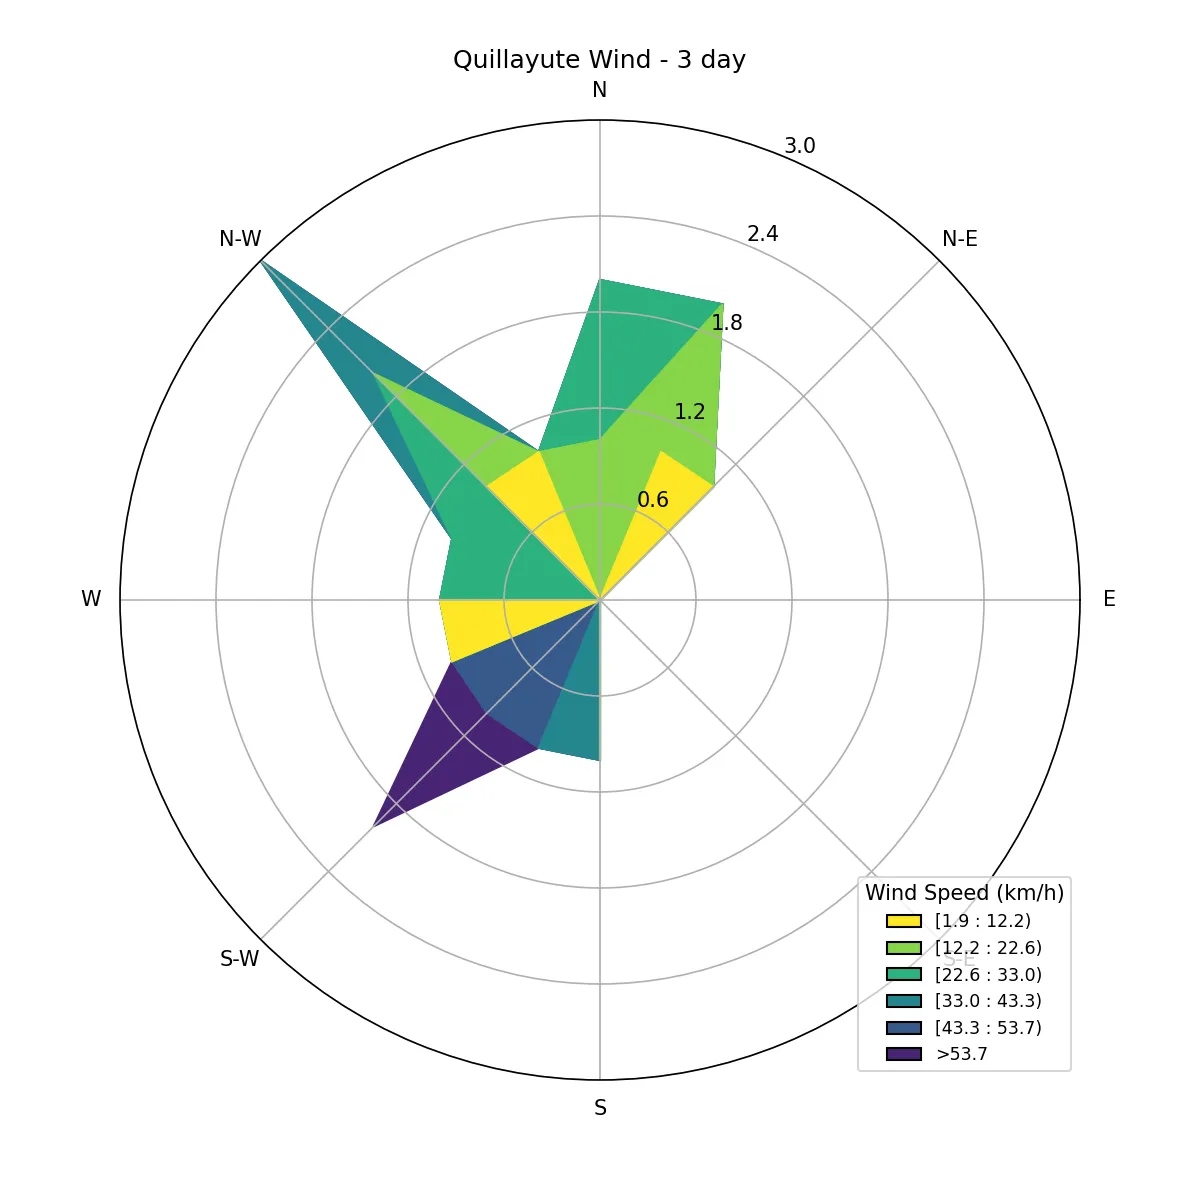 Quillayute Wind - 3 day
N
3.0
N-W
2.4
N-E
1.8
1.2
0.6
W
E
S-W
S-E
S
Wind Speed (km/h)
[1.9 : 12.2)
[12.2 : 22.6)
[22.6 : 33.0)
[33.0 : 43.3)
[43.3 : 53.7)
>53.7